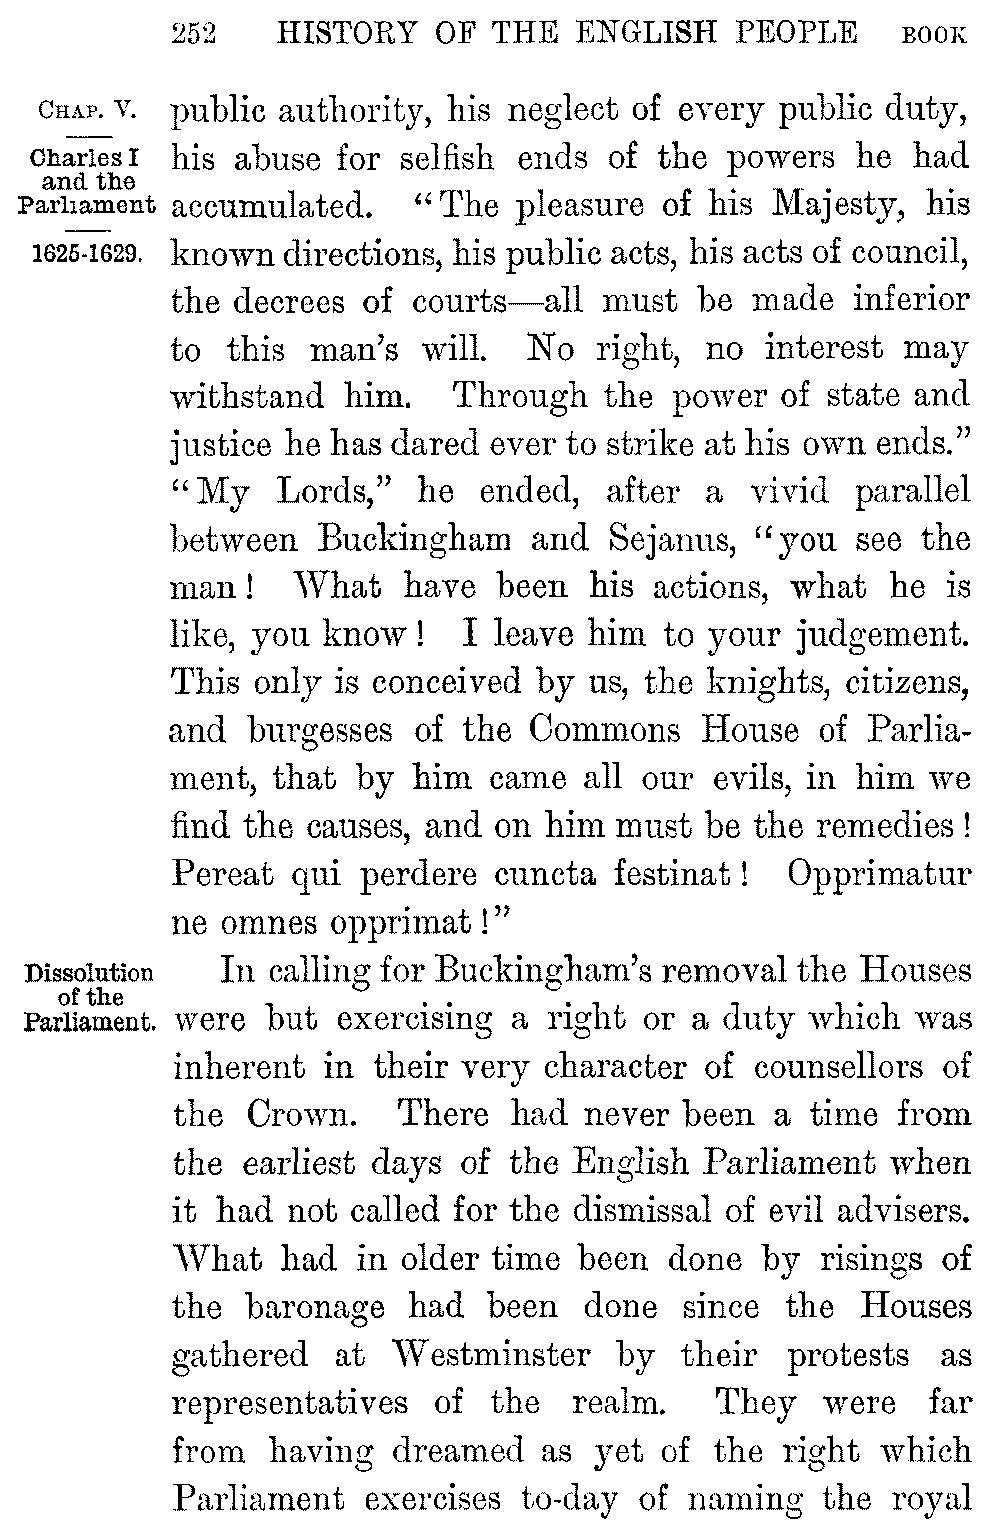 252 HISTORY OF THE ENGLISH PEOPLE BOOK
CHAP. V.
Charles I
and the
Parliament
1625-1629.
public authority, his neglect of every public duty,
his abuse for selfish ends of the powers he had
accumulated. “The pleasure of his Majesty, his
known directions, his public acts, his acts of council,
the decrees of courts—all must be made inferior
to this man’s will. No right, no interest may
withstand him. Through the power of state and
justice he has dared ever to strike at his own ends.”
“My Lords,” he ended, after a vivid parallel
between Buckingham and Sejanus, “you see the
man! What have been his actions, what he is
like, you know! I leave him to your judgement.
This only is conceived by us, the knights, citizens,
and burgesses of the Commons House of Parlia-
ment, that by him came all our evils, in him we
find the causes, and on him must be the remedies!
Pereat qui perdere cuncta festinat! Opprimatur
ne omnes opprimat!”
Dissolution
of the
Parliament.
In calling for Buckingham’s removal the Houses
were but exercising a right or a duty which was
inherent in their very character of counsellors of
the Crown. There had never been a time from
the earliest days of the English Parliament when
it had not called for the dismissal of evil advisers.
What had in older time been done by risings of
the baronage had been done since the Houses
gathered at Westminster by their protests as
representatives of the realm. They were far
from having dreamed as yet of the right which
Parliament exercises to-day of naming the royal